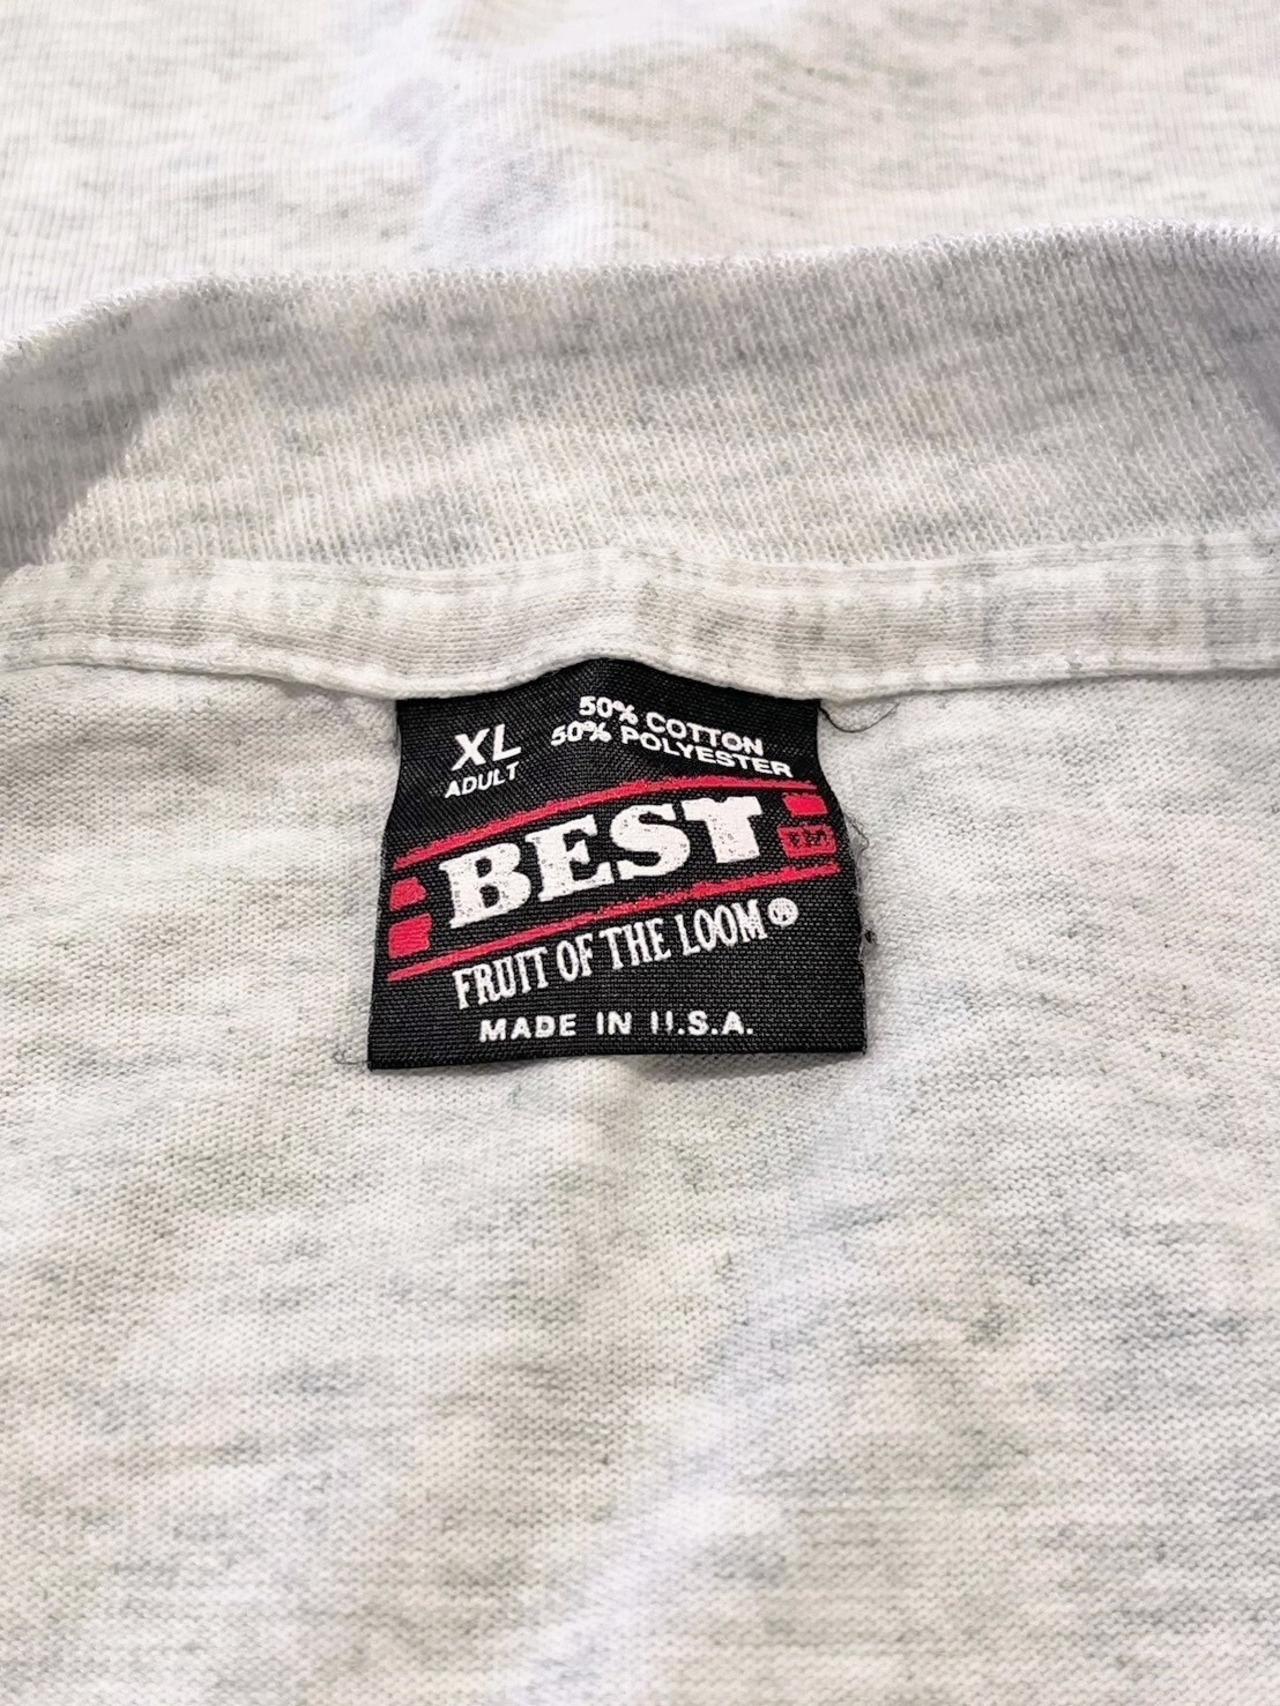 XL
ADULT
50% COTTON
50% POLYESTER
BEST
FRUIT OF THE LOOM®
MADE IN U.S.A.